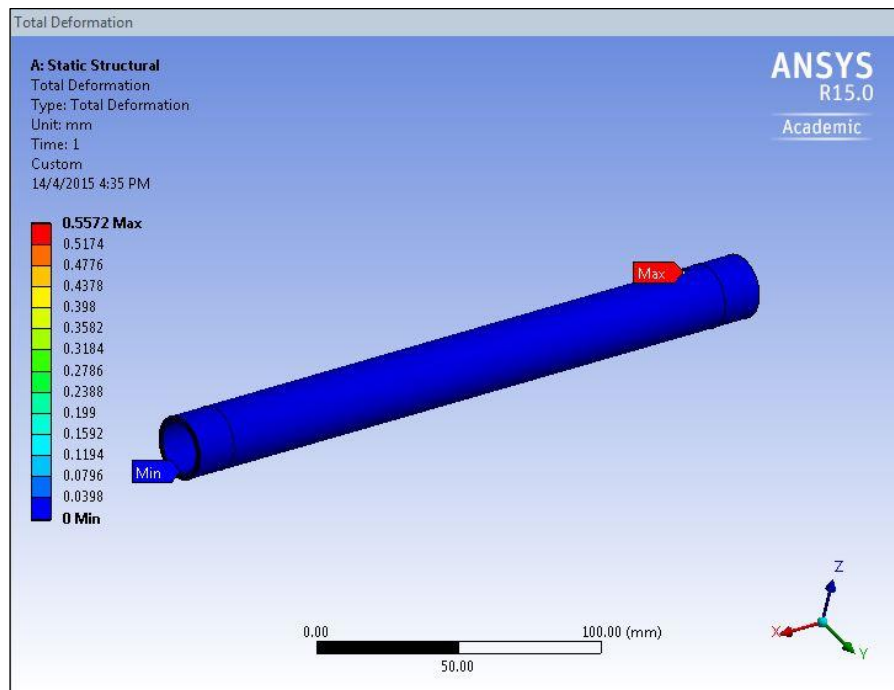 Total Deformation
A: Static Structural
Total Deformation
Type: Total Deformation
Unit: mm
Time: 1
Custom
14/4/2015 4:35 PM
ANSYS
R15.0
Academic
0.5572 Max
0.5174
0.4776
0.4378
0.398
0.3582
0.3184
0.2786
0.2388
0.199
0.1592
0.1194
0.0796
0.0398
0 Min
Max
Min
0.00
100.00 (mm)
50.00
Z
X
Y